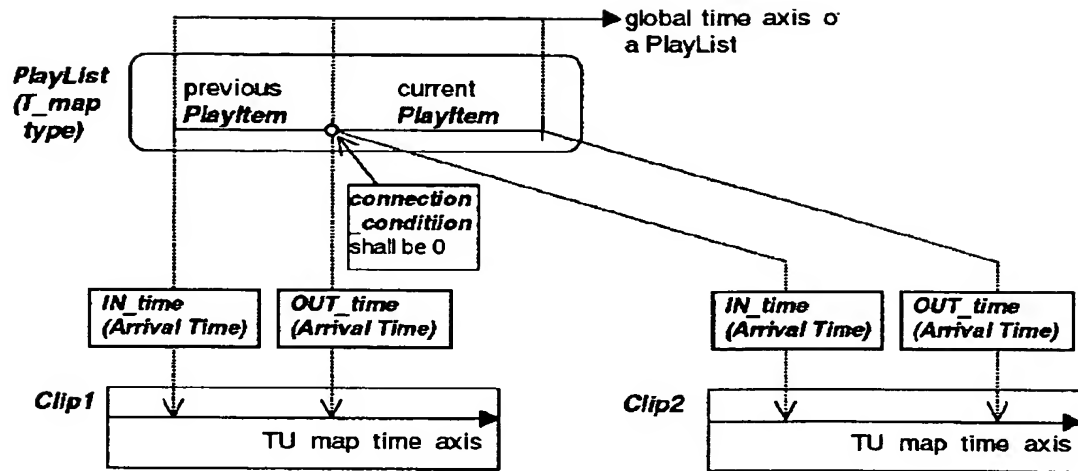 global time axis o
a PlayList
PlayList
(T_map
type)
previous
PlayItem
current
PlayItem
connection
_conditiion
shall be 0
IN_time
(Arrival Time)
OUT_time
(Arrival Time)
IN_time
(Arrival Time)
OUT_time
(Arrival Time)
Clip1
TU map time axis
Clip2
TU map time axis